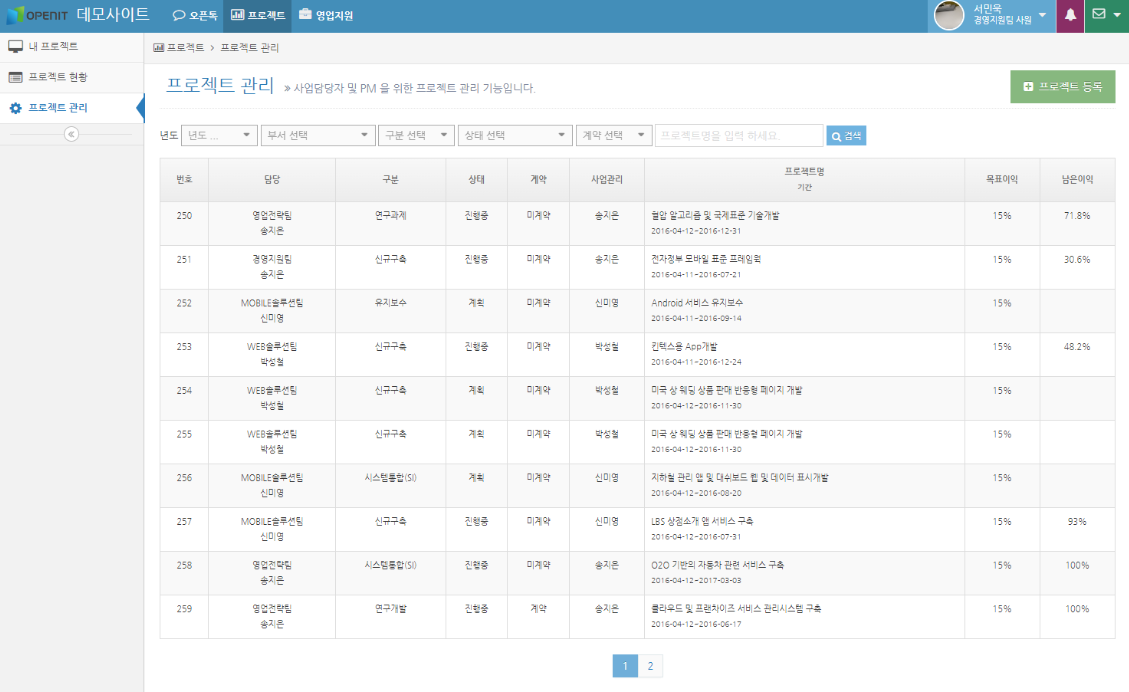 OPENIT 데모사이트 오픈톡 프로젝트 영업지원 서민욱
경영지원팀 사원
내 프로젝트
프로젝트 현황
프로젝트 관리
프로젝트 > 프로젝트 관리
프로젝트 관리 » 사업담당자 및 PM 을 위한 프로젝트 관리 기능입니다.
프로젝트 등록
년도 년도 ... 부서 선택 구분 선택 상태 선택 계약 선택 프로젝트명을 입력 하세요. 검색
번호 담당 구분 상태 계약 사업관리 프로젝트명 목표이익 남은이익
기간
250 영업전략팀 연구과제 진행중 미계약 송지은 혈압 알고리즘 및 국제표준 기술개발 15% 71.8%
송지은 2016-04-12~2016-12-31
251 경영지원팀 신규구축 진행중 미계약 송지은 전자정부 모바일 표준 프레임웍 15% 30.6%
송지은 2016-04-11~2016-07-21
252 MOBILE솔루션팀 유지보수 계획 미계약 신미영 Android 서비스 유지보수 15%
신미영 2016-04-11~2016-09-14
253 WEB솔루션팀 신규구축 진행중 미계약 박성철 킨텍스용 App개발 15% 48.2%
박성철 2016-04-11~2016-12-24
254 WEB솔루션팀 신규구축 계획 미계약 박성철 미국 상 웨딩 상품 판매 반응형 페이지 개발 15%
박성철 2016-04-12~2016-11-30
255 WEB솔루션팀 신규구축 계획 미계약 박성철 미국 상 웨딩 상품 판매 반응형 페이지 개발 15%
박성철 2016-04-12~2016-11-30
256 MOBILE솔루션팀 시스템통합(SI) 계획 미계약 신미영 지하철 관리 앱 및 대쉬보드 웹 및 데이터 표시개발 15%
신미영 2016-04-12~2016-08-20
257 MOBILE솔루션팀 신규구축 진행중 미계약 신미영 LBS 상점소개 앱 서비스 구축 15% 93%
신미영 2016-04-12~2016-07-31
258 영업전략팀 시스템통합(SI) 진행중 미계약 송지은 O2O 기반의 자동차 관련 서비스 구축 15% 100%
송지은 2016-04-12~2017-03-03
259 영업전략팀 연구개발 진행중 계약 송지은 클라우드 및 프랜차이즈 서비스 관리시스템 구축 15% 100%
송지은 2016-04-12~2016-06-17
1 2